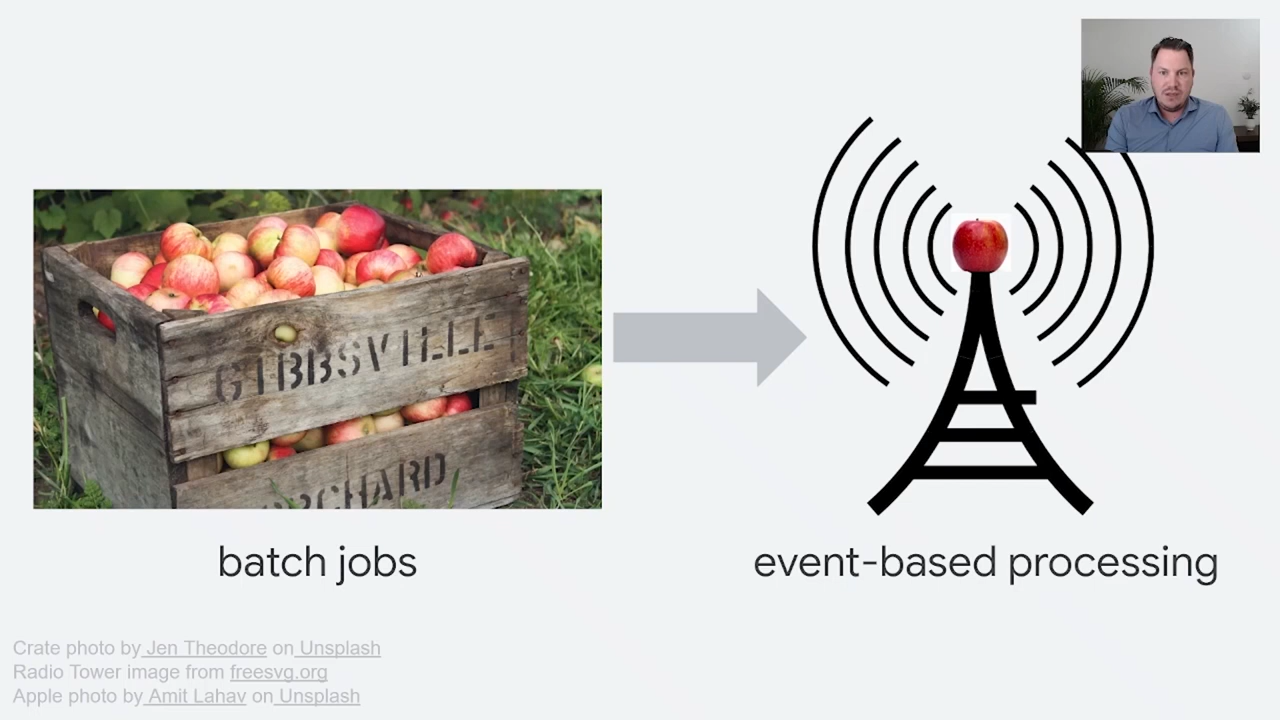 GIBBSVILLE
ORCHARD
batch jobs
event-based processing
Crate photo by Jen Theodore on Unsplash
Radio Tower image from freesvg.org
Apple photo by Amit Lahav on Unsplash